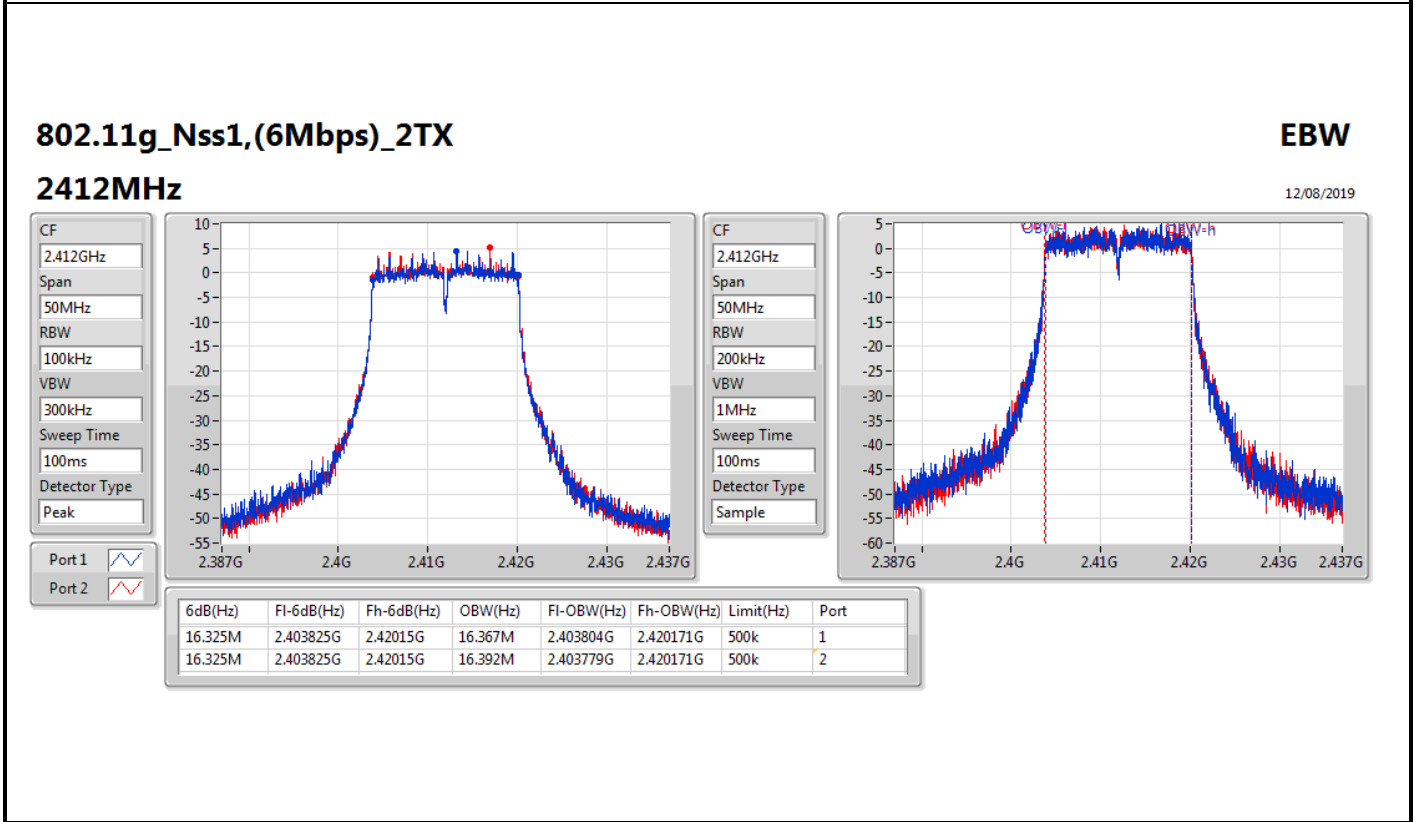 802.11g_Nss1,(6Mbps)_2TX
EBW
2412MHz
12/08/2019
CF
2.412GHz
Span
50MHz
RBW
100kHz
VBW
300kHz
Sweep Time
100ms
Detector Type
Peak
Port 1
Port 2
10
5
0
-5
-10
-15
-20
-25
-30
-35
-40
-45
-50
-55
2.387G 2.4G 2.41G 2.42G 2.43G 2.437G
CF
2.412GHz
Span
50MHz
RBW
200kHz
VBW
1MHz
Sweep Time
100ms
Detector Type
Sample
OBW-h
5
0
-5
-10
-15
-20
-25
-30
-35
-40
-45
-50
-55
-60
2.387G 2.4G 2.41G 2.42G 2.43G 2.437G
6dB(Hz) Fl-6dB(Hz) Fh-6dB(Hz) OBW(Hz) Fl-OBW(Hz) Fh-OBW(Hz) Limit(Hz) Port
16.325M 2.403825G 2.42015G 16.367M 2.403804G 2.420171G 500k 1
16.325M 2.403825G 2.42015G 16.392M 2.403779G 2.420171G 500k 2